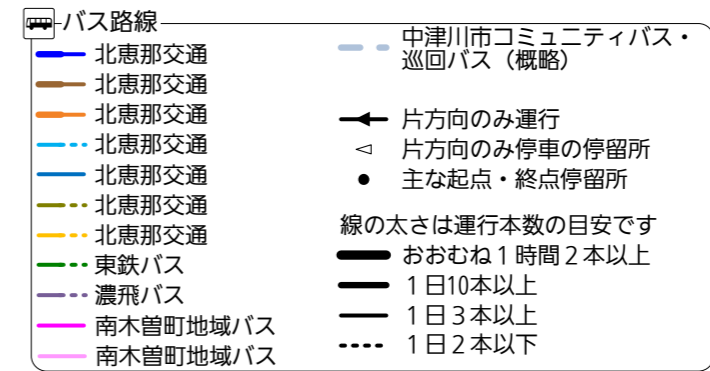 バス路線
北恵那交通
北恵那交通
北恵那交通
北恵那交通
北恵那交通
北恵那交通
北恵那交通
東鉄バス
濃飛バス
南木曽町地域バス
南木曽町地域バス
中津川市コミュニティバス・
巡回バス（概略）
片方向のみ運行
片方向のみ停車の停留所
主な起点・終点停留所
線の太さは運行本数の目安です
おおむね１時間２本以上
１日10本以上
１日３本以上
１日２本以下